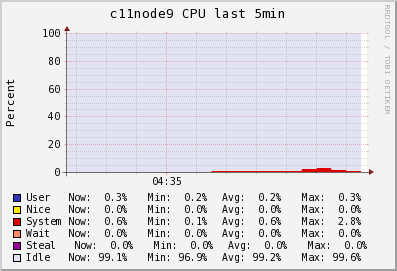 c11node9 CPU last 5min
RRDTOOL / TOBI OETIKER
Percent
100
80
60
40
20
0
04:35
User Now: 0.3% Min: 0.2% Avg: 0.2% Max: 0.3%
Nice Now: 0.0% Min: 0.0% Avg: 0.0% Max: 0.0%
System Now: 0.6% Min: 0.1% Avg: 0.6% Max: 2.8%
Wait Now: 0.0% Min: 0.0% Avg: 0.0% Max: 0.0%
Steal Now: 0.0% Min: 0.0% Avg: 0.0% Max: 0.0%
Idle Now: 99.1% Min: 96.9% Avg: 99.2% Max: 99.6%